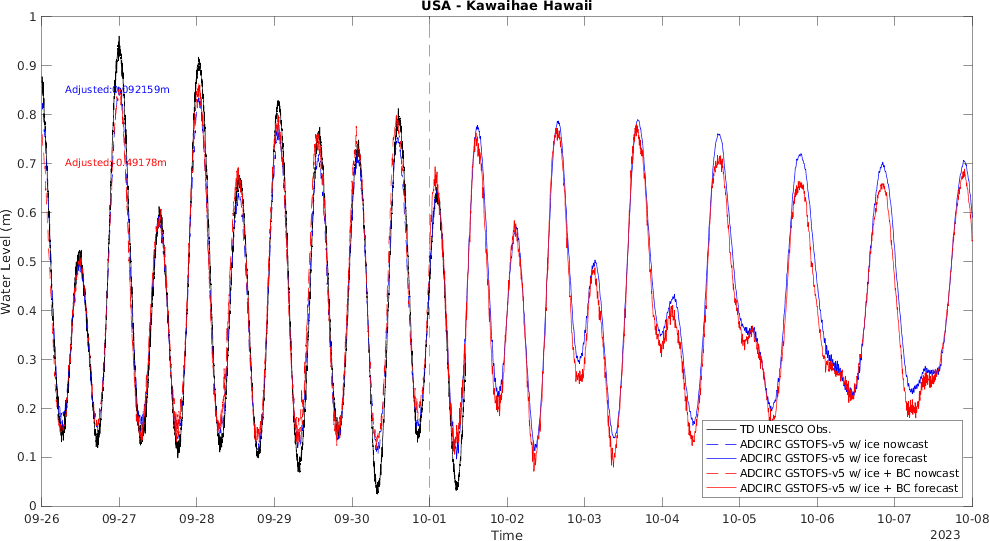 USA - Kawaihae Hawaii
Water Level (m)
1
0.9
0.8
0.7
0.6
0.5
0.4
0.3
0.2
0.1
0
Adjusted:0.092159m
Adjusted:-0.49178m
TD UNESCO Obs.
ADCIRC GSTOFS-v5 w/ ice nowcast
ADCIRC GSTOFS-v5 w/ ice forecast
ADCIRC GSTOFS-v5 w/ ice + BC nowcast
ADCIRC GSTOFS-v5 w/ ice + BC forecast
09-26 09-27 09-28 09-29 09-30 10-01 10-02 10-03 10-04 10-05 10-06 10-07 10-08
Time
2023